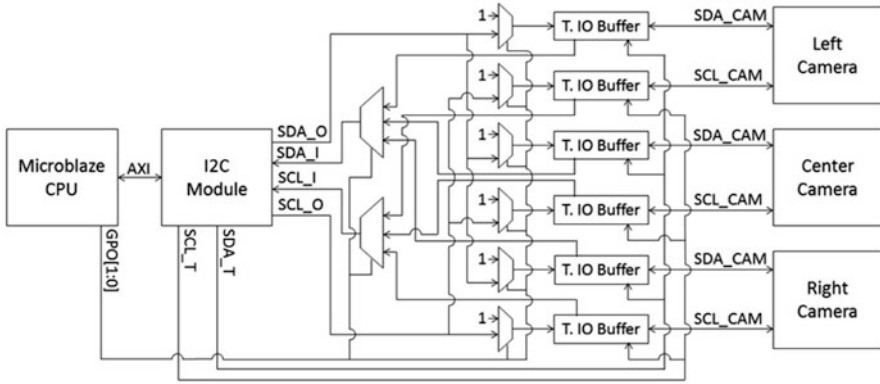 1
T. IO Buffer
SDA_CAM
Left
Camera
1
T. IO Buffer
SCL_CAM
Microblaze
CPU
AXI
I2C
Module
SDA_O
SDA_I
SCL_I
SCL_O
GPO[1:0]
SCL_T
SDA_T
1
T. IO Buffer
SDA_CAM
Center
Camera
1
T. IO Buffer
SCL_CAM
1
T. IO Buffer
SDA_CAM
Right
Camera
1
T. IO Buffer
SCL_CAM